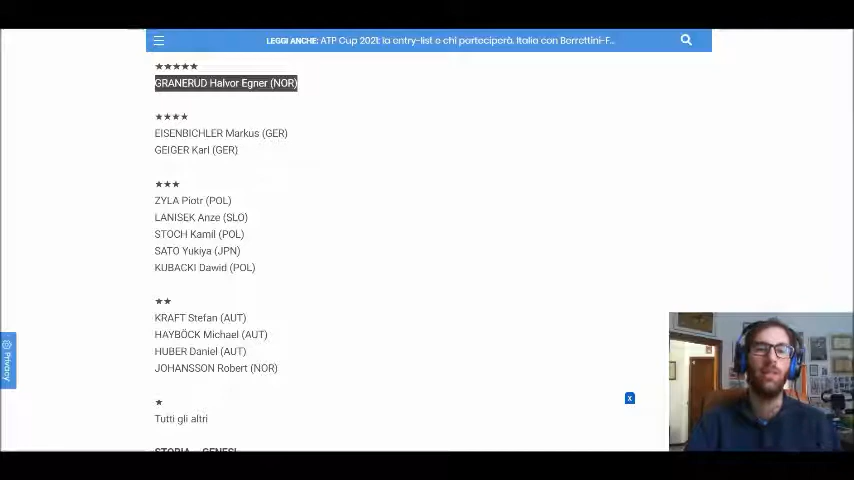 LEGGI ANCHE: ATP Cup 2021: la entry-list e chi parteciperà. Italia con Berrettini-F...
★★★★★
GRANERUD Halvor Egner (NOR)
★★★★
EISENBICHLER Markus (GER)
GEIGER Karl (GER)
★★★
ZYLA Piotr (POL)
LANISEK Anze (SLO)
STOCH Kamil (POL)
SATO Yukiya (JPN)
KUBACKI Dawid (POL)
★★
KRAFT Stefan (AUT)
HAYBÖCK Michael (AUT)
HUBER Daniel (AUT)
JOHANSSON Robert (NOR)
★
Tutti gli altri
Privacy
X